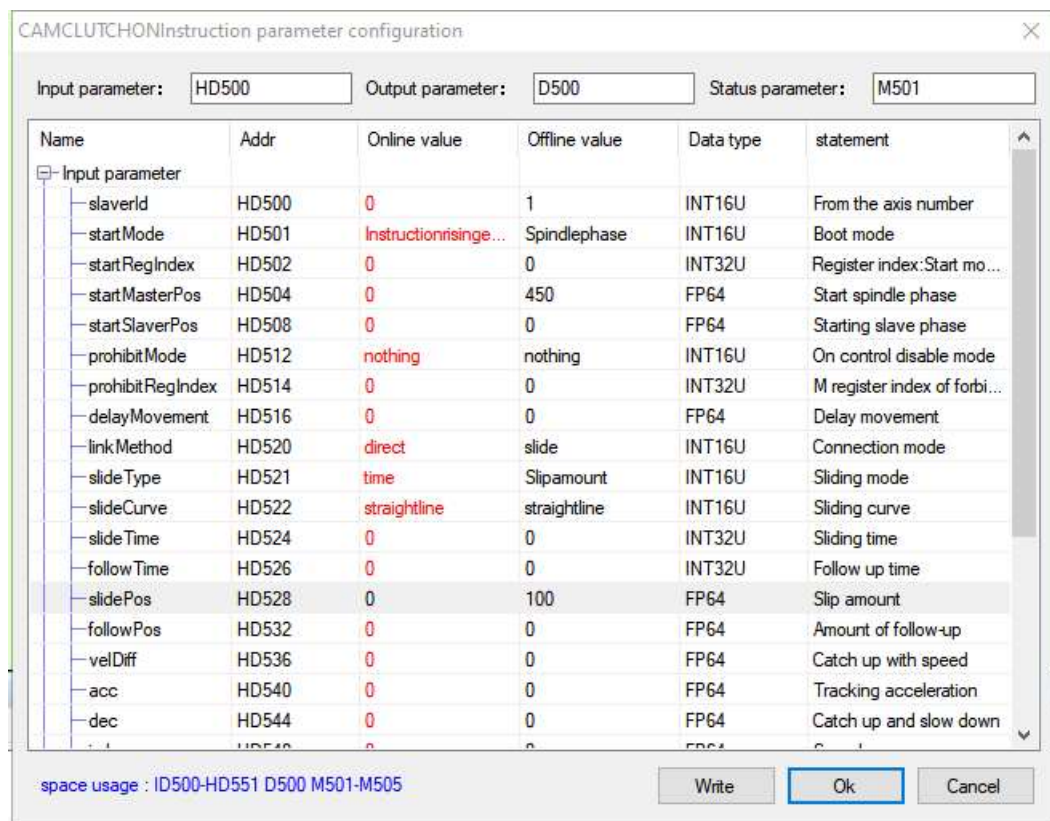 CAMCLUTCHONInstruction parameter configuration
Input parameter: HD500 Output parameter: D500 Status parameter: M501
Name Addr Online value Offline value Data type statement
Input parameter
slaverId HD500 0 1 INT16U From the axis number
startMode HD501 Instructionrisinge... Spindlephase INT16U Boot mode
startRegIndex HD502 0 0 INT32U Register index:Start mo...
startMasterPos HD504 0 450 FP64 Start spindle phase
startSlaverPos HD508 0 0 FP64 Starting slave phase
prohibitMode HD512 nothing nothing INT16U On control disable mode
prohibitRegIndex HD514 0 0 INT32U M register index of forbi...
delayMovement HD516 0 0 FP64 Delay movement
linkMethod HD520 direct slide INT16U Connection mode
slideType HD521 time Slipamount INT16U Sliding mode
slideCurve HD522 straightline straightline INT16U Sliding curve
slideTime HD524 0 0 INT32U Sliding time
followTime HD526 0 0 INT32U Follow up time
slidePos HD528 0 100 FP64 Slip amount
followPos HD532 0 0 FP64 Amount of follow-up
velDiff HD536 0 0 FP64 Catch up with speed
acc HD540 0 0 FP64 Tracking acceleration
dec HD544 0 0 FP64 Catch up and slow down
space usage : ID500-HD551 D500 M501-M505
Write Ok Cancel